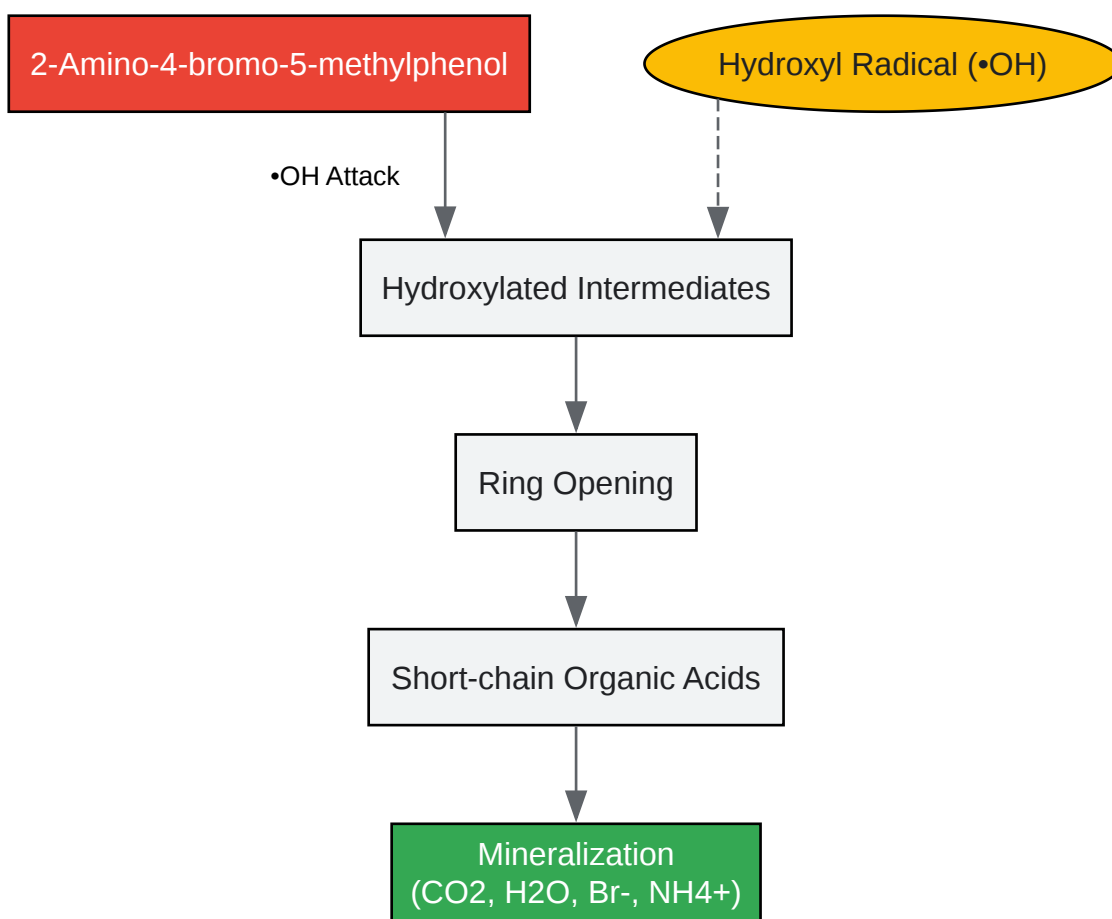 2-Amino-4-bromo-5-methylphenol
Hydroxyl Radical (•OH)
•OH Attack
Hydroxylated Intermediates
Ring Opening
Short-chain Organic Acids
Mineralization
(CO2, H2O, Br-, NH4+)